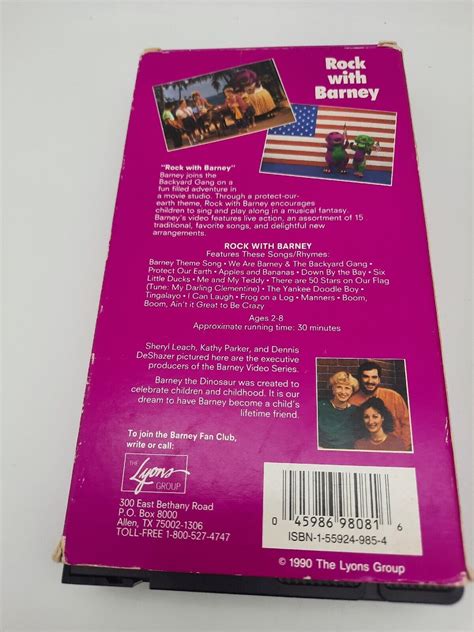 Rock
with
Barney
"Rock with Barney"
Barney joins the
Backyard Gang on a
fun filled adventure in
a movie studio. Through a protect-our-
earth theme, Rock with Barney encourages
children to sing and play along in a musical fantasy.
Barney's video features live action, an assortment of 15
traditional, favorite songs, and delightful new
arrangements.
ROCK WITH BARNEY
Features These Songs/Rhymes:
Barney Theme Song • We Are Barney & The Backyard Gang •
Protect Our Earth • Apples and Bananas • Down By the Bay • Six
Little Ducks • Me and My Teddy • There are 50 Stars on Our Flag
(Tune: My Darling Clementine) • The Yankee Doodle Boy •
Tingalayo • I Can Laugh • Frog on a Log • Manners • Boom,
Boom, Ain't it Great to Be Crazy
Ages 2-8
Approximate running time: 30 minutes
Sheryl Leach, Kathy Parker, and Dennis
DeShazer pictured here are the executive
producers of the Barney Video Series.
Barney the Dinosaur was created to
celebrate children and childhood. It is our
dream to have Barney become a child's
lifetime friend.
To join the Barney Fan Club,
write or call:
THE
Lyons
GROUP
300 East Bethany Road
P.O. Box 8000
Allen, TX 75002-1306
TOLL-FREE 1-800-527-4747
0 45986 98081 6
ISBN-1-55924-985-4
© 1990 The Lyons Group